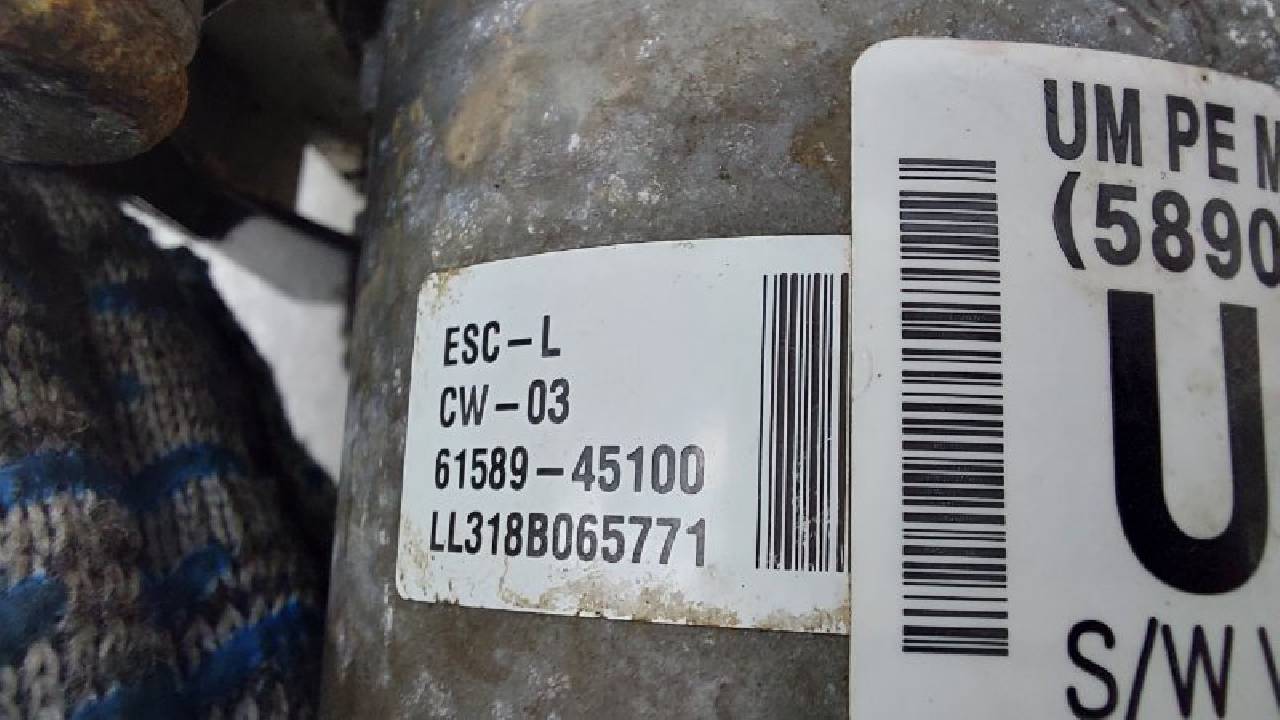 ESC-L
CW-03
61589-45100
LL318B065771
UM PE
(5890
U
S/W